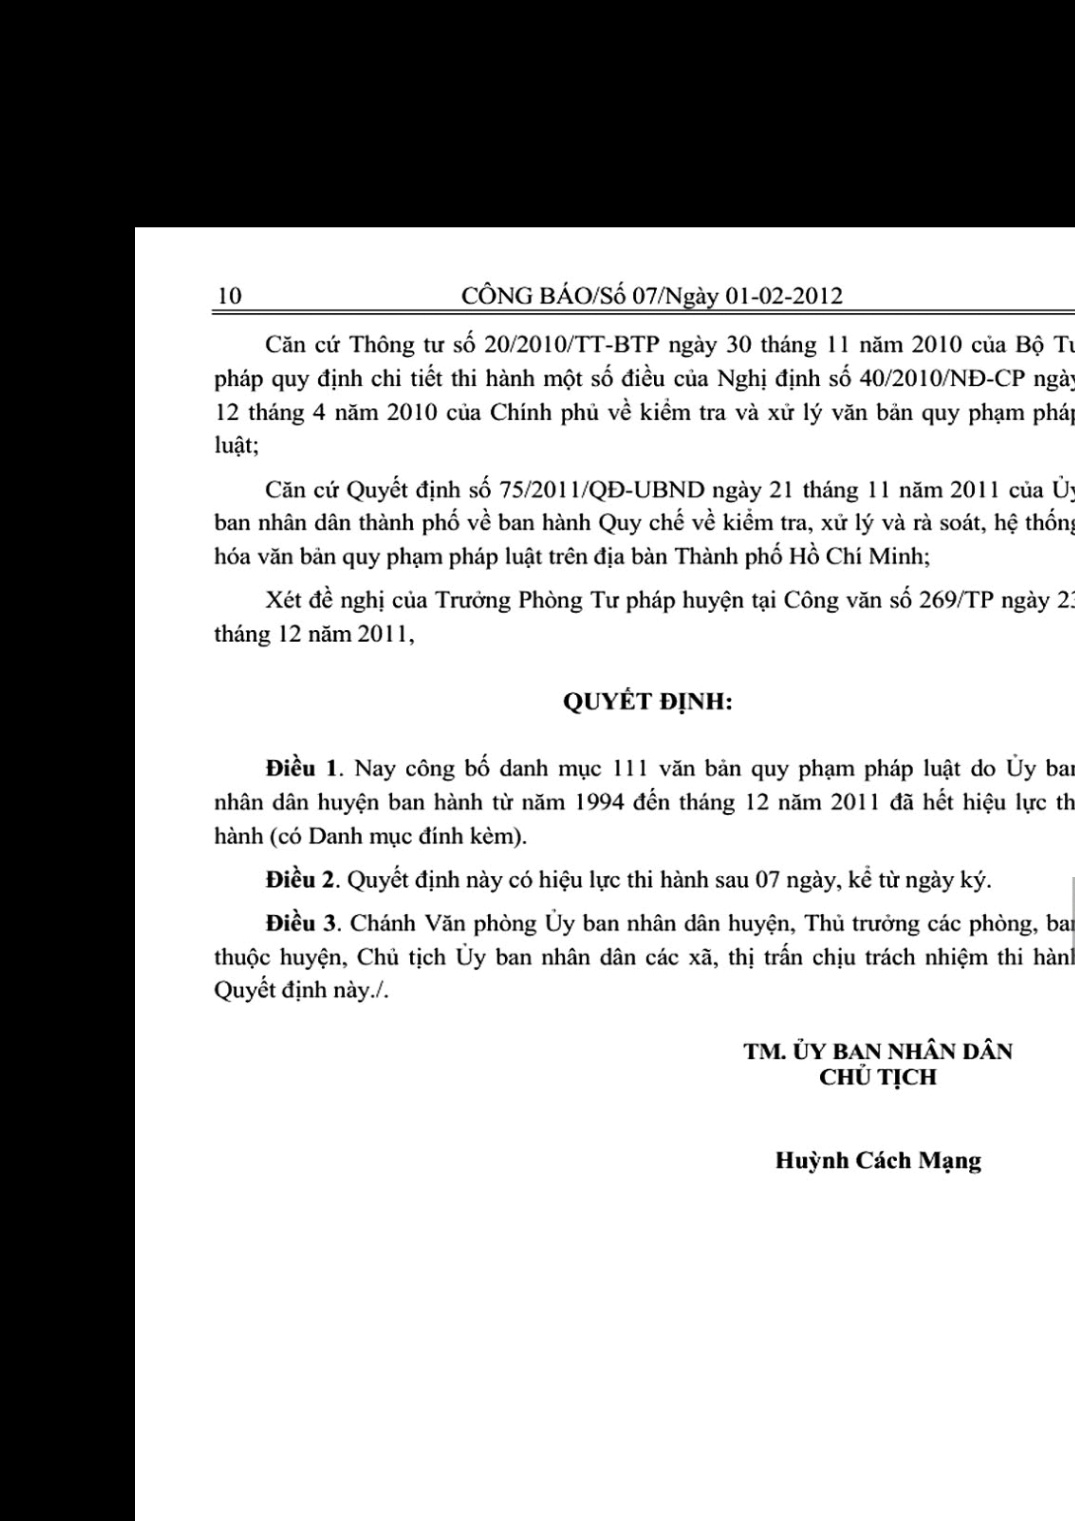 10 CÔNG BÁO/Số 07/Ngày 01-02-2012
Căn cứ Thông tư số 20/2010/TT-BTP ngày 30 tháng 11 năm 2010 của Bộ Tư
pháp quy định chi tiết thi hành một số điều của Nghị định số 40/2010/NĐ-CP ngày
12 tháng 4 năm 2010 của Chính phủ về kiểm tra và xử lý văn bản quy phạm pháp
luật;
Căn cứ Quyết định số 75/2011/QĐ-UBND ngày 21 tháng 11 năm 2011 của Ủy
ban nhân dân thành phố về ban hành Quy chế về kiểm tra, xử lý và rà soát, hệ thống
hóa văn bản quy phạm pháp luật trên địa bàn Thành phố Hồ Chí Minh;
Xét đề nghị của Trưởng Phòng Tư pháp huyện tại Công văn số 269/TP ngày 23
tháng 12 năm 2011,
QUYẾT ĐỊNH:
Điều 1. Nay công bố danh mục 111 văn bản quy phạm pháp luật do Ủy ban
nhân dân huyện ban hành từ năm 1994 đến tháng 12 năm 2011 đã hết hiệu lực th
hành (có Danh mục đính kèm).
Điều 2. Quyết định này có hiệu lực thi hành sau 07 ngày, kể từ ngày ký.
Điều 3. Chánh Văn phòng Ủy ban nhân dân huyện, Thủ trưởng các phòng, ban
thuộc huyện, Chủ tịch Ủy ban nhân dân các xã, thị trấn chịu trách nhiệm thi hành
Quyết định này./.
TM. ỦY BAN NHÂN DÂN
CHỦ TỊCH
Huỳnh Cách Mạng